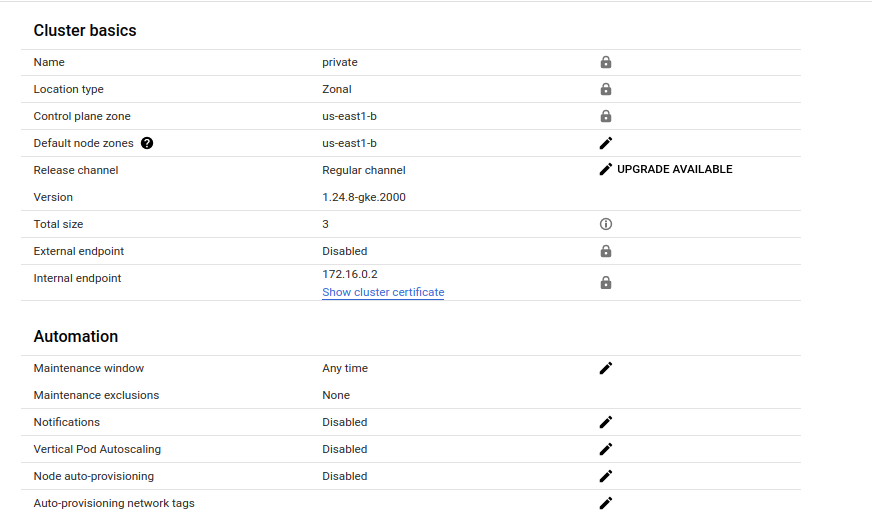 Cluster basics
Name private
Location type Zonal
Control plane zone us-east1-b
Default node zones ? us-east1-b
Release channel Regular channel UPGRADE AVAILABLE
Version 1.24.8-gke.2000
Total size 3
External endpoint Disabled
Internal endpoint 172.16.0.2
Show cluster certificate
Automation
Maintenance window Any time
Maintenance exclusions None
Notifications Disabled
Vertical Pod Autoscaling Disabled
Node auto-provisioning Disabled
Auto-provisioning network tags